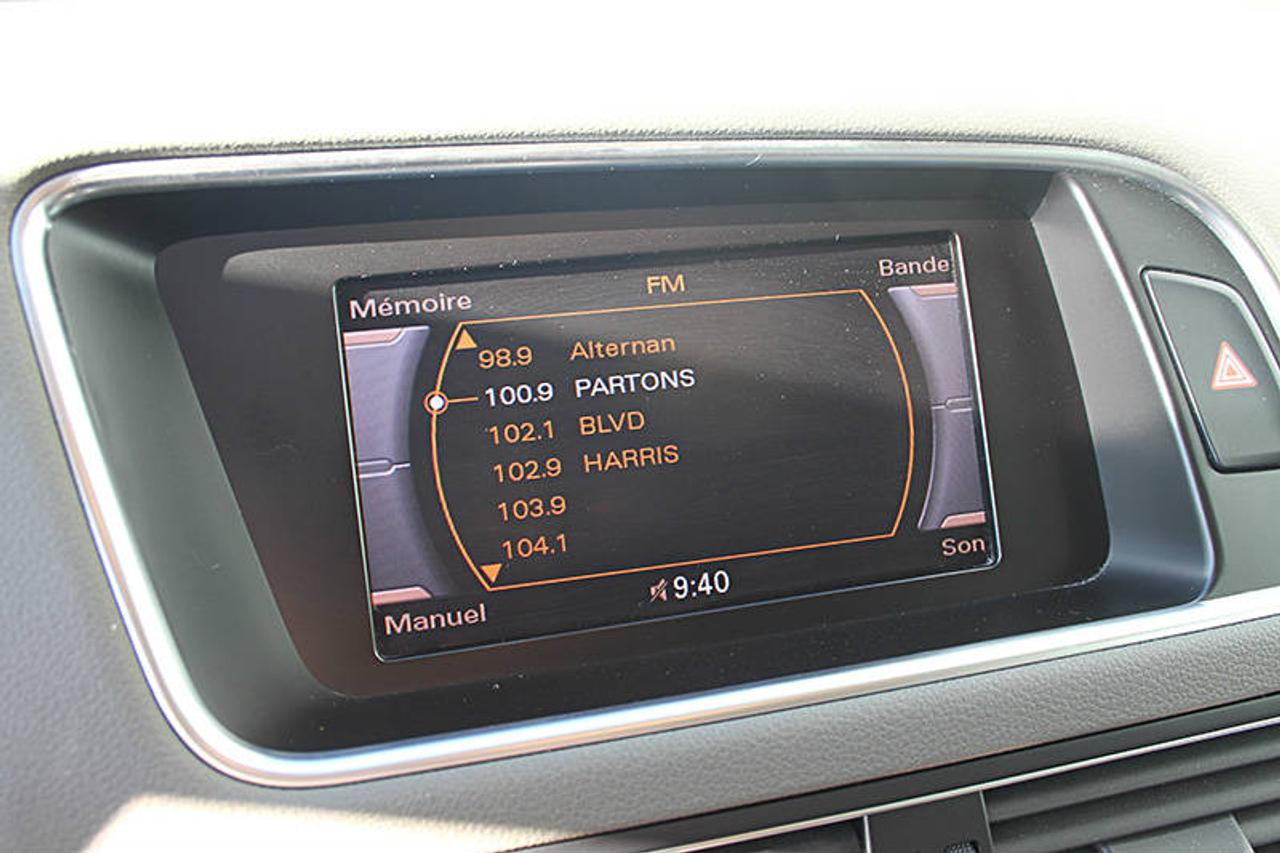 Mémoire
FM
Bande
98.9 Alternan
100.9 PARTONS
102.1 BLVD
102.9 HARRIS
103.9
104.1
Manuel
9:40
Son